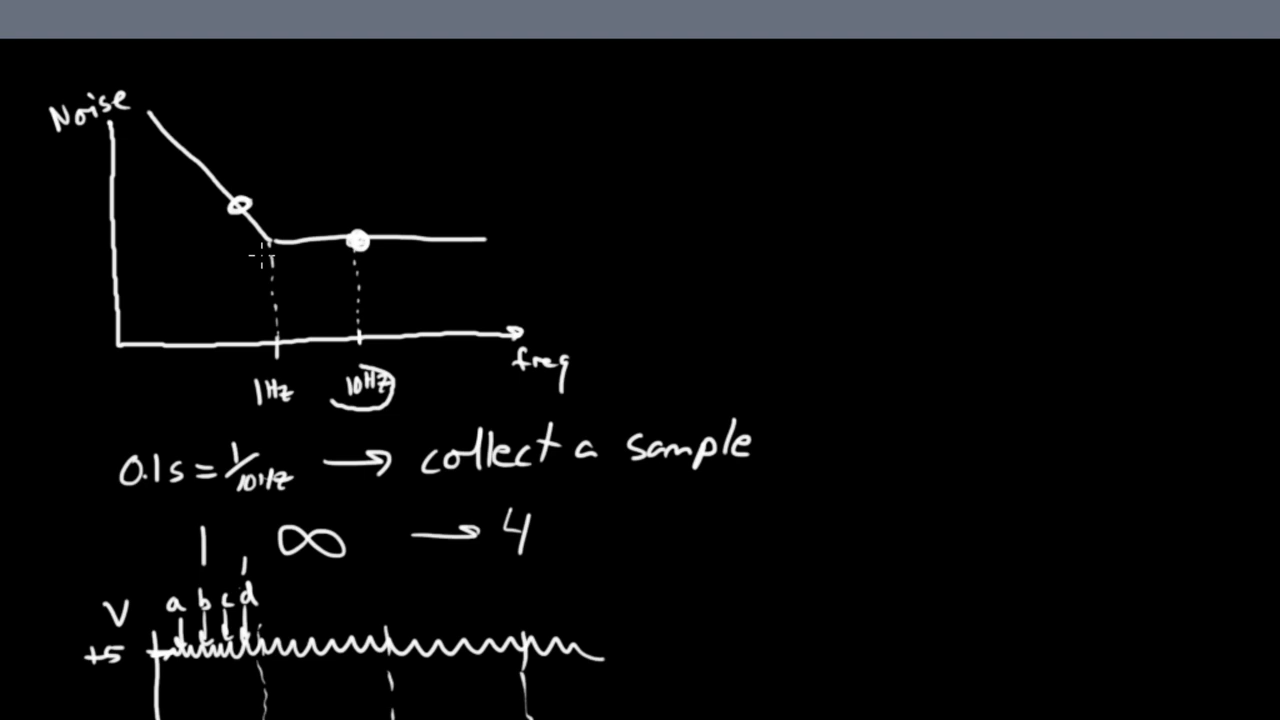 Noise
freq
1Hz 10Hz
0.1s = 1/10Hz → collect a sample
1 ∞ → 4
V a b c d
+5